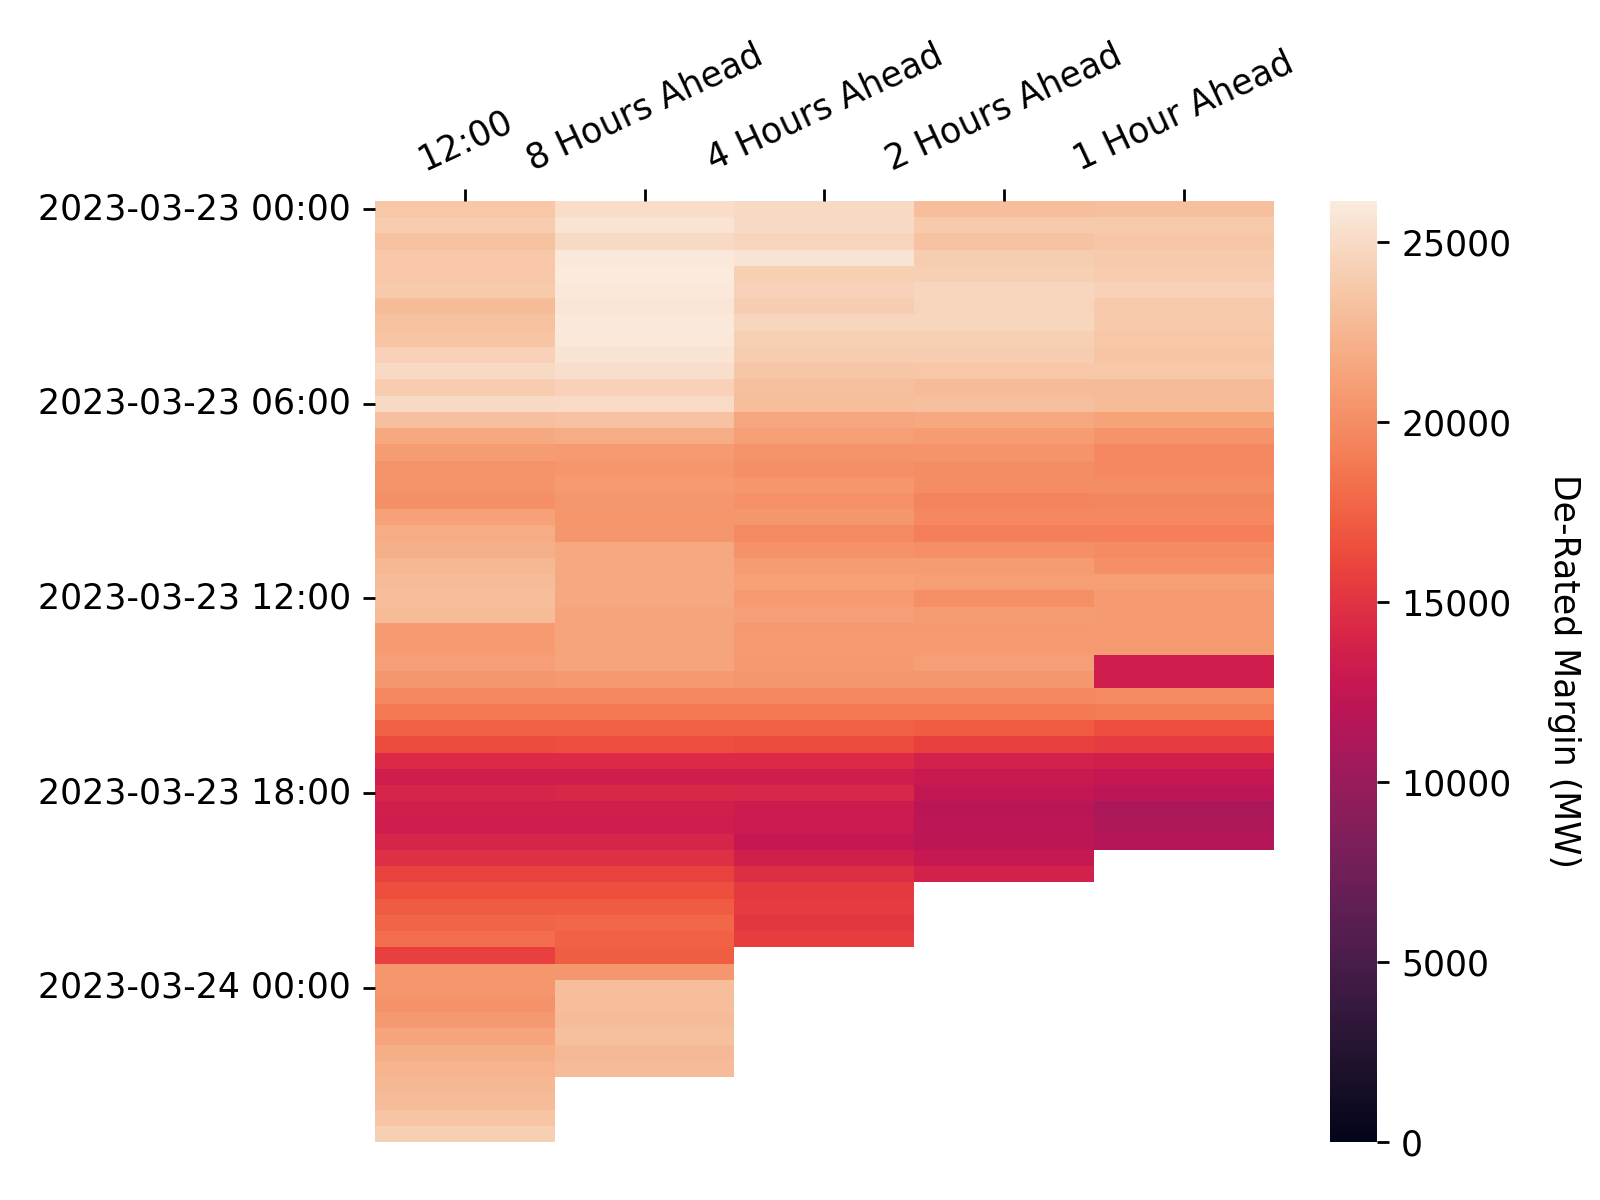 12:00
8 Hours Ahead
4 Hours Ahead
2 Hours Ahead
1 Hour Ahead
2023-03-23 00:00
2023-03-23 06:00
2023-03-23 12:00
2023-03-23 18:00
2023-03-24 00:00
25000
20000
15000
10000
5000
0
De-Rated Margin (MW)